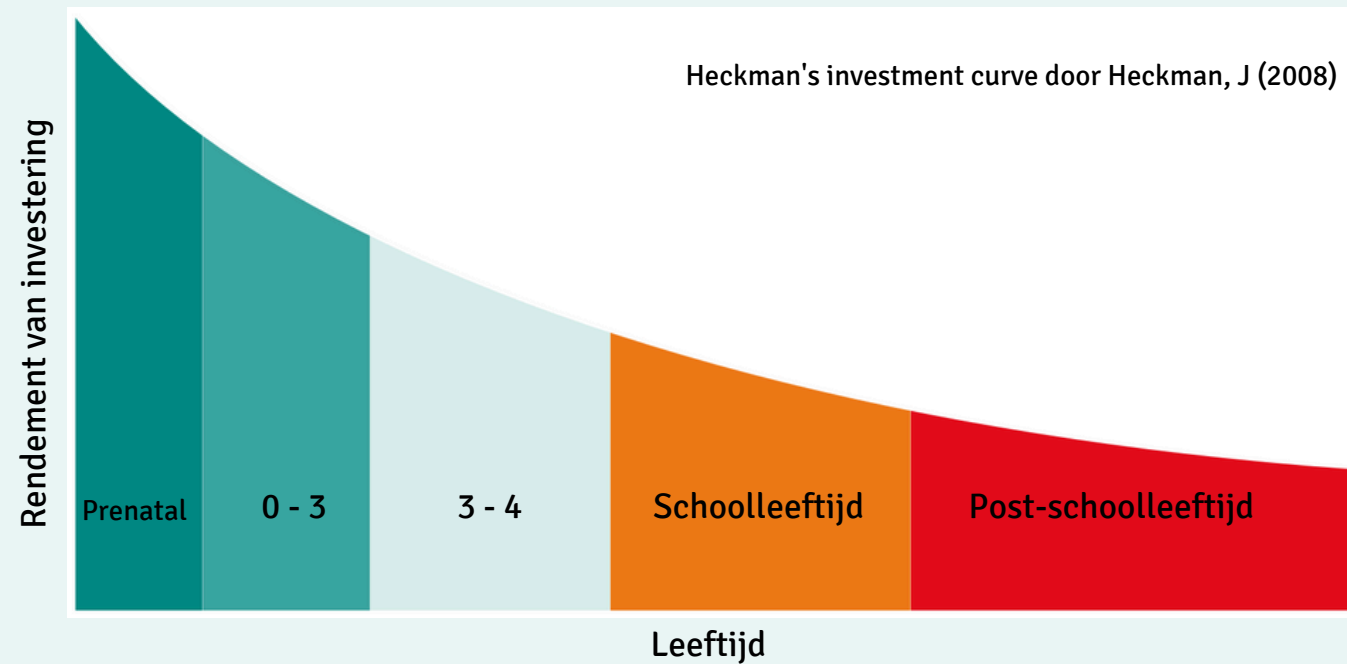 Heckman's investment curve door Heckman, J (2008)
Rendement van investering
Prenatal
0 - 3
3 - 4
Schoolleeftijd
Post-schoolleeftijd
Leeftijd